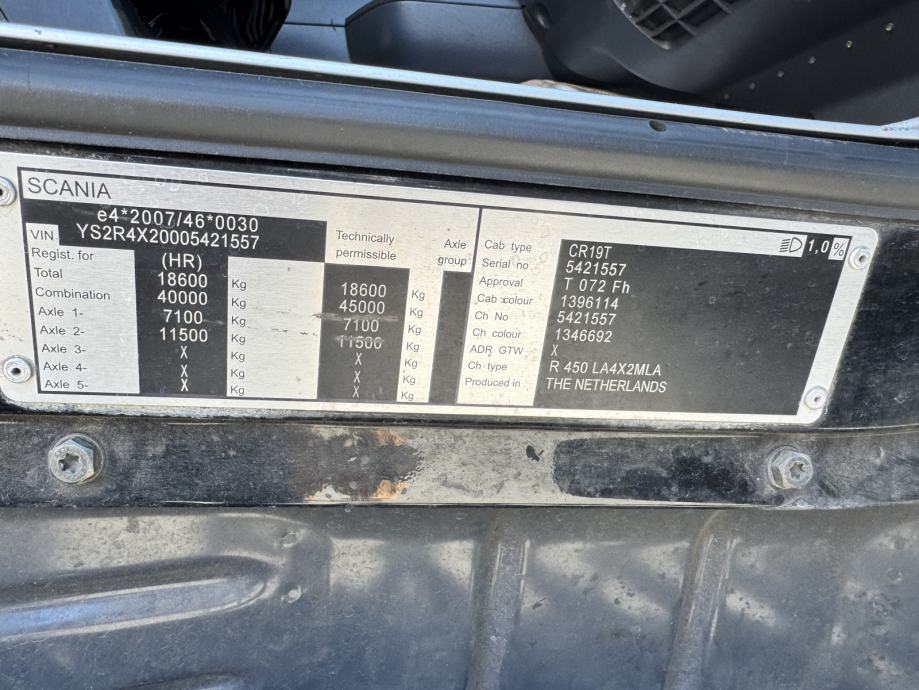 SCANIA
e4*2007/46*0030
VIN YS2R4X20005421557
Regist. for (HR) Technically permissible Axle group
Total 18600 Kg 18600 Kg
Combination 40000 Kg 45000 Kg
Axle 1- 7100 Kg 7100 Kg
Axle 2- 11500 Kg 11500 Kg
Axle 3- X Kg X Kg
Axle 4- X Kg X Kg
Axle 5- X Kg X Kg
1,0%
Cab type CR19T
Serial no 5421557
Approval T 072 Fh
Cab colour 1396114
Ch No 5421557
Ch colour 1346692
ADR GTW X
Ch type R 450 LA4X2MLA
Produced in THE NETHERLANDS